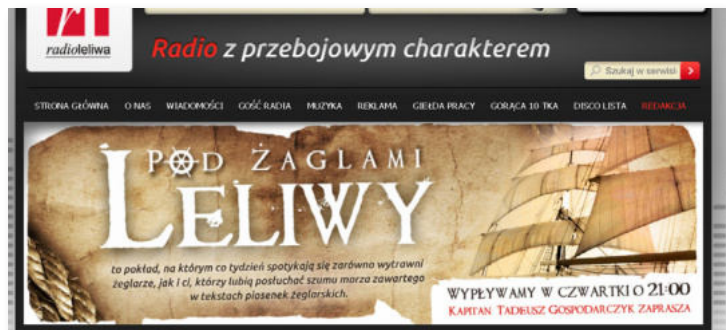 radioleliwa
Radio z przebojowym charakterem
Szukaj w serwisi
STRONA GŁÓWNA O NAS WIADOMOŚCI GOŚĆ RADIA MUZYKA REKLAMA GIEŁDA PRACY GORĄCA 10 TKA DISCO LISTA REDAKCJA
POD ŻAGLAMI
LELIWY
to pokład, na którym co tydzień spotykają się zarówno wytrawni
żeglarze, jak i ci, którzy lubią posłuchać szumu morza zawartego
w tekstach piosenek żeglarskich.
WYPŁYWAMY W CZWARTKI O 21:00
KAPITAN TADEUSZ GOSPODARCZYK ZAPRASZA